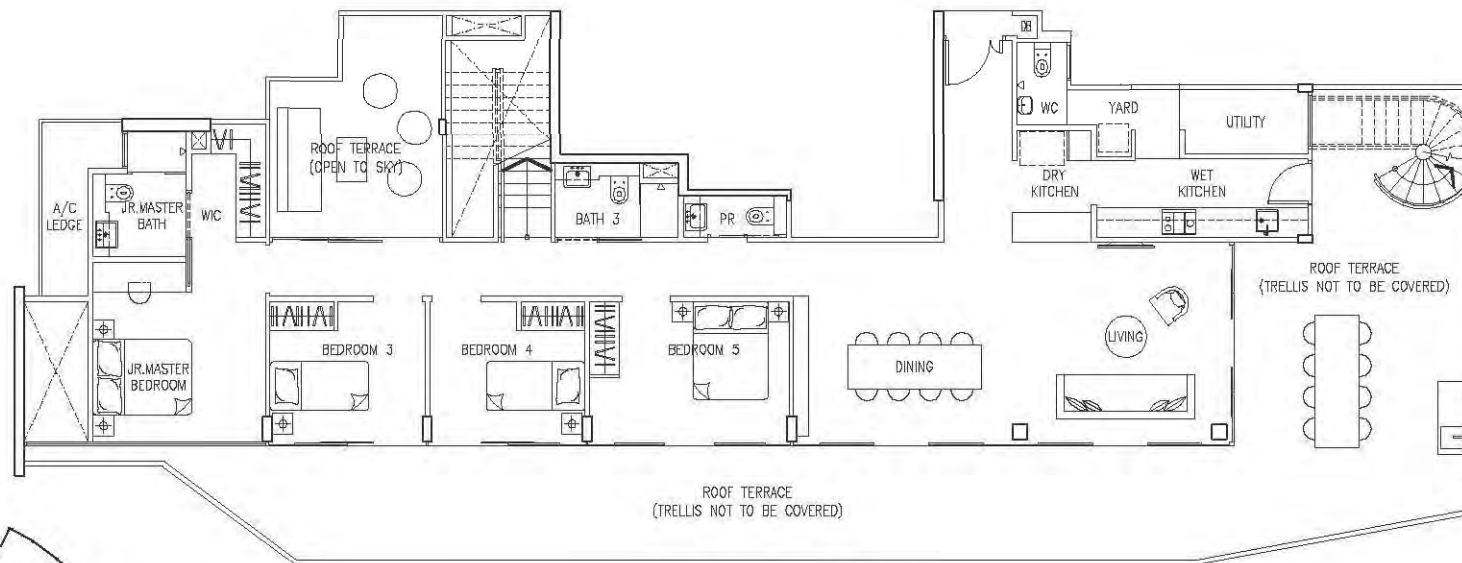 DB
WC
YARD
UTILITY
ROOF TERRACE
(OPEN TO SKY)
DRY
KITCHEN
WET
KITCHEN
A/C
LEDGE
JR.MASTER
BATH
WIC
BATH 3
PR
ROOF TERRACE
(TRELLIS NOT TO BE COVERED)
BEDROOM 3
BEDROOM 4
BEDROOM 5
LIVING
DINING
JR.MASTER
BEDROOM
ROOF TERRACE
(TRELLIS NOT TO BE COVERED)